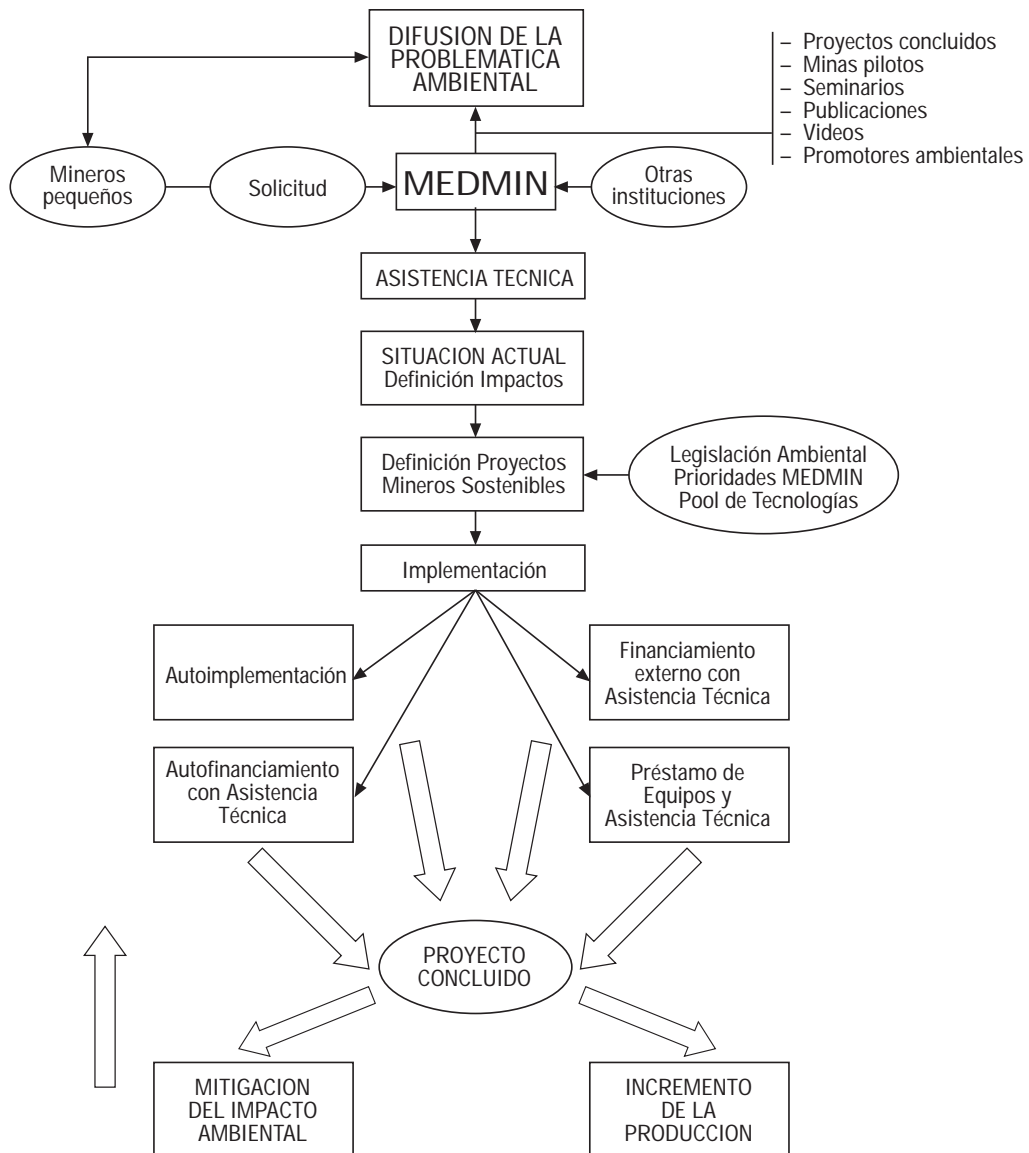 DIFUSION DE LA
PROBLEMATICA
AMBIENTAL
– Proyectos concluidos
– Minas pilotos
– Seminarios
– Publicaciones
– Videos
– Promotores ambientales
Mineros
pequeños
Solicitud
MEDMIN
Otras
instituciones
ASISTENCIA TECNICA
SITUACION ACTUAL
Definición Impactos
Definición Proyectos
Mineros Sostenibles
Legislación Ambiental
Prioridades MEDMIN
Pool de Tecnologías
Implementación
Autoimplementación
Financiamiento
externo con
Asistencia Técnica
Autofinanciamiento
con Asistencia
Técnica
Préstamo de
Equipos y
Asistencia Técnica
PROYECTO
CONCLUIDO
MITIGACION
DEL IMPACTO
AMBIENTAL
INCREMENTO
DE LA
PRODUCCION